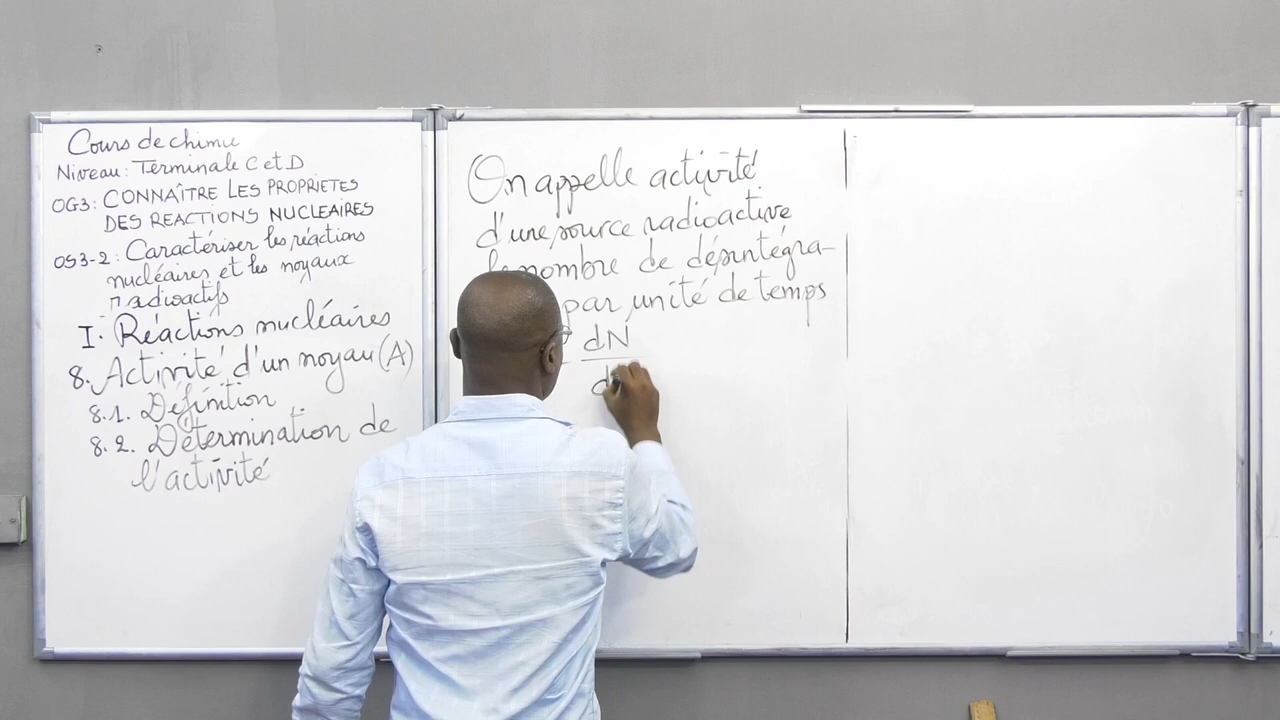 Cours de chimie
Niveau: Terminale C et D
OG3: CONNAÎTRE LES PROPRIETES
DES REACTIONS NUCLEAIRES
OS3-2: Caractériser les réactions
nucléaires et les noyaux
radioactifs
I. Réactions nucléaires
8. Activité d'un noyau (A)
8.1. Définition
8.2. Détermination de
l'activité
On appelle activité
d'une source radioactive
le nombre de désintégra-
par unité de temps
dN
d